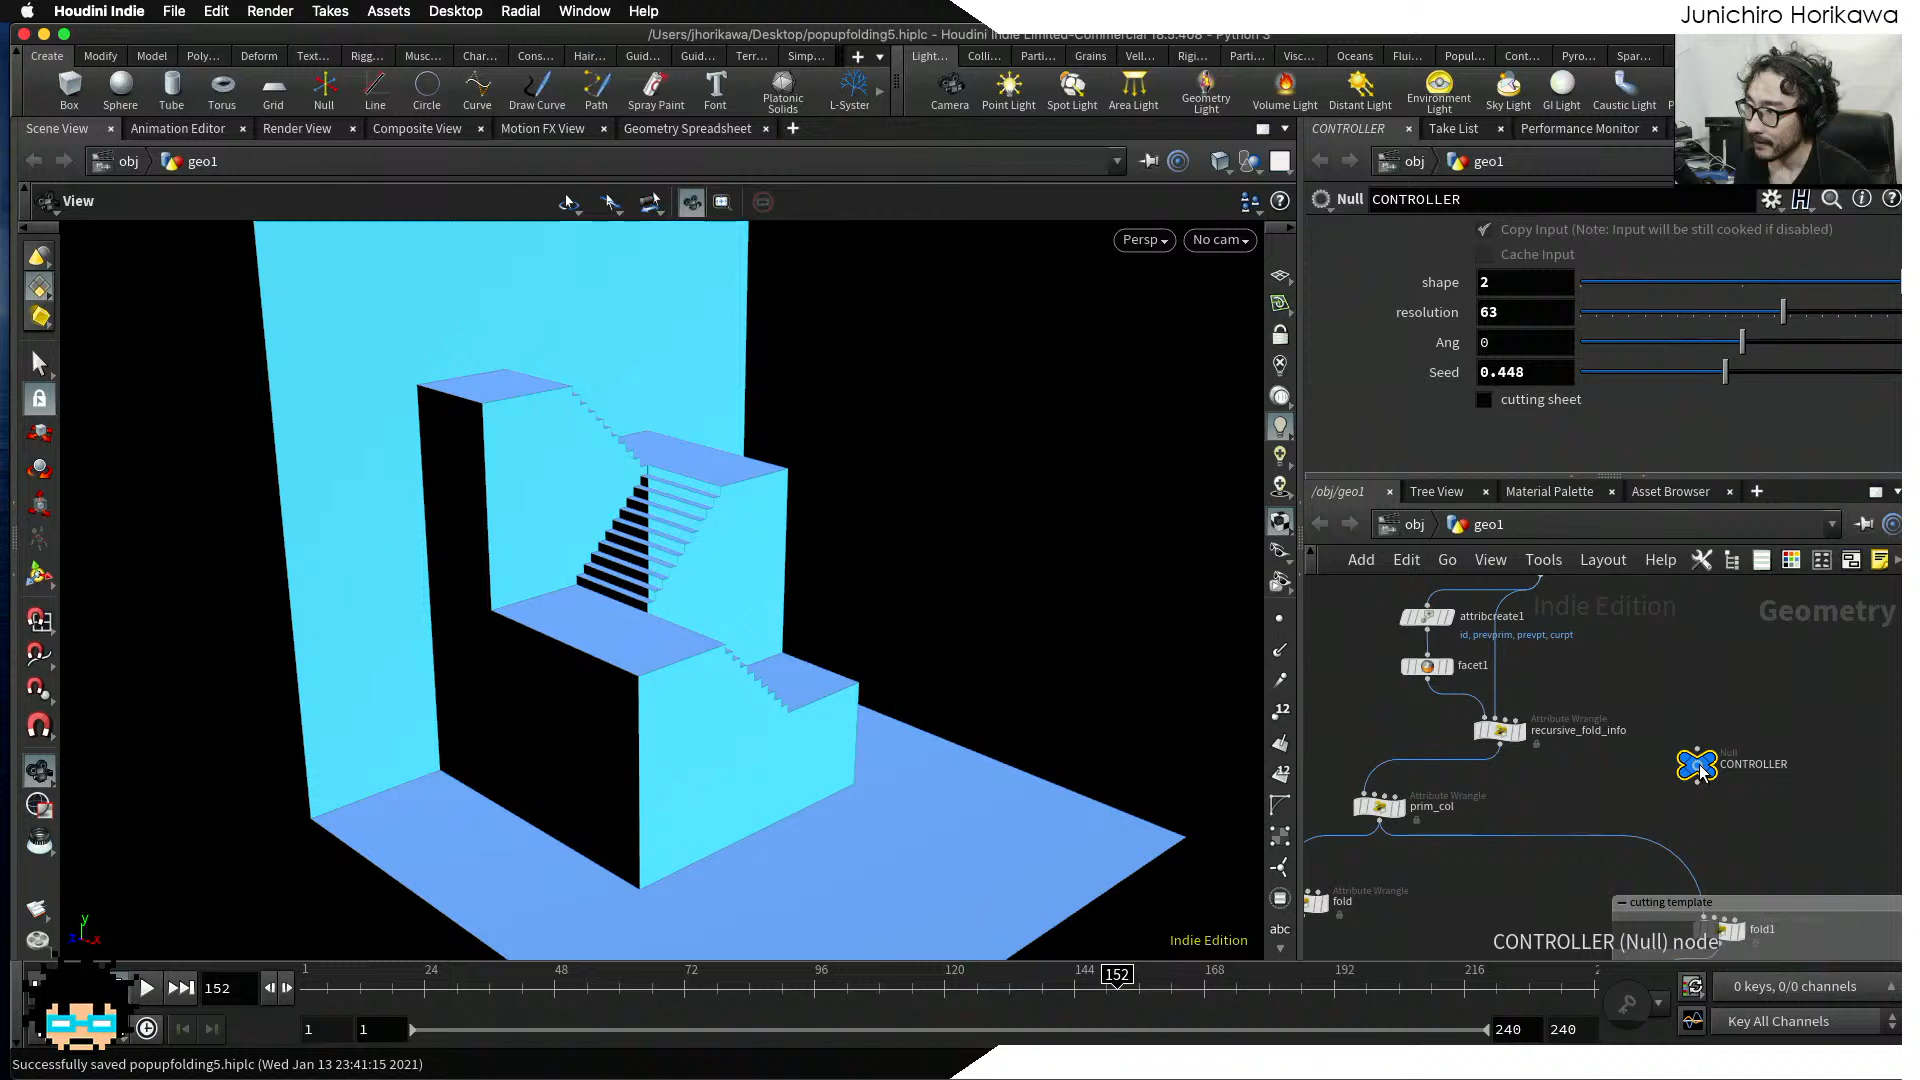 Houdini Indie File Edit Render Takes Assets Desktop Radial Window Help
Junichiro Horikawa
/Users/jhorikawa/Desktop/popupfolding5.hiplc - Houdini Indie Limited-Commercial 18.5.408 - Python 3
Create Modify Model Poly... Deform Text... Rigg... Musc... Char... Cons... Hair... Guid... Guid... Terr... Simp...
Light... Colli... Parti... Grains Vell... Rigi... Parti... Visc... Oceans Flui... Popul... Cont... Pyro... Spar...
Box Sphere Tube Torus Grid Null Line Circle Curve Draw Curve Path Spray Paint Font Platonic Solids L-Syster
Camera Point Light Spot Light Area Light Geometry Light Volume Light Distant Light Environment Light Sky Light GI Light Caustic Light P
Scene View Animation Editor Render View Composite View Motion FX View Geometry Spreadsheet
CONTROLLER Take List Performance Monitor
obj geo1
obj geo1
View
Null CONTROLLER
Persp No cam
Copy Input (Note: Input will be still cooked if disabled)
Cache Input
shape 2
resolution 63
Ang 0
Seed 0.448
cutting sheet
/obj/geo1 Tree View Material Palette Asset Browser
obj geo1
Add Edit Go View Tools Layout Help
Indie Edition
Geometry
attribcreate1
id, prevprim, prevpt, curpt
facet1
Attribute Wrangle
recursive_fold_info
Null
CONTROLLER
Attribute Wrangle
prim_col
Attribute Wrangle
fold
cutting template
fold1
CONTROLLER (Null) node
12
12
abc
y
z
x
Indie Edition
1 24 48 72 96 120 144 152 168 192 216 2
152
0 keys, 0/0 channels
1 1 240 240
Key All Channels
Successfully saved popupfolding5.hiplc (Wed Jan 13 23:41:15 2021)